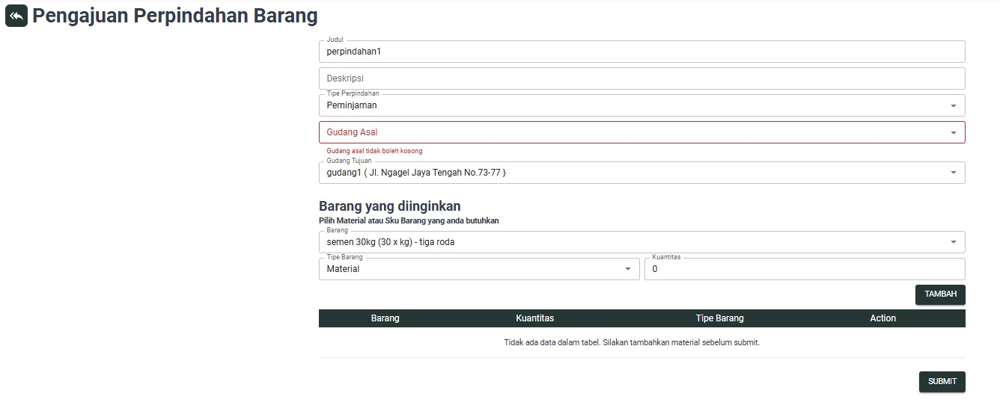 Pengajuan Perpindahan Barang
Judul
perpindahan1
Deskripsi
Tipe Perpindahan
Peminjaman
Gudang Asal
Gudang asal tidak boleh kosong
Gudang Tujuan
gudang1 ( Jl. Ngagel Jaya Tengah No.73-77 }
Barang yang diinginkan
Pilih Material atau Sku Barang yang anda butuhkan
Barang
semen 30kg (30 x kg) - tiga roda
Tipe Barang Kuantitas
Material 0
TAMBAH
Barang Kuantitas Tipe Barang Action
Tidak ada data dalam tabel. Silakan tambahkan material sebelum submit.
SUBMIT